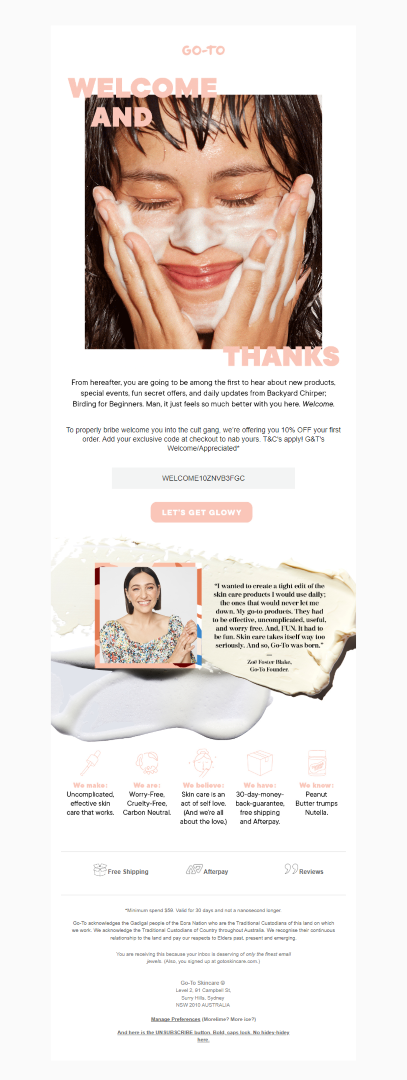 GO-TO
WELCOME
AND
THANKS
From hereafter, you are going to be among the first to hear about new products,
special events, fun secret offers, and daily updates from Backyard Chirper;
Birding for Beginners. Man, it just feels so much better with you here. Welcome.
To properly bribe welcome you into the cult gang, we're offering you 10% OFF your first
order. Add your exclusive code at checkout to nab yours. T&C's apply!! G&T's
Welcome/Appreciated*
WELCOME10ZNVB3FGC
LET'S GET GLOWY
"I wanted to create a tight edit of the
skin care products I would use daily;
the ones that would never let me
down. My go-to products. They had
to be effective, uncomplicated, useful,
and worry free. And, FUN. It had to
be fun. Skin care takes itself way too
seriously. And so, Go-To was born."
—
Zoë Foster Blake,
Go-To Founder.
We make:
Uncomplicated,
effective skin
care that works.
We are:
Worry-Free,
Cruelty-Free,
Carbon Neutral.
We believe:
Skin care is an
act of self love.
(And we're all
about the love.)
We have:
30-day-money-
back-guarantee,
free shipping
and Afterpay.
We know:
Peanut
Butter trumps
Nutella.
Free Shipping
Afterpay
Reviews
*Minimum spend $59. Valid for 30 days and not a nanosecond longer.
Go-To acknowledges the Gadigal people of the Eora Nation who are the Traditional Custodians of this land on which
we work. We acknowledge the Traditional Custodians of Country throughout Australia. We recognise their continuous
relationship to the land and pay our respects to Elders past, present and emerging.
You are receiving this because your inbox is deserving of only the finest email
jewels. (Also, you signed up at gotoskincare.com.)
Go-To Skincare ©
Level 2, 91 Campbell St,
Surry Hills, Sydney
NSW 2010 AUSTRALIA
Manage Preferences (Moretime? More ice?)
And here is the UNSUBSCRIBE button. Bold, caps lock. No hidey-hidey
here.